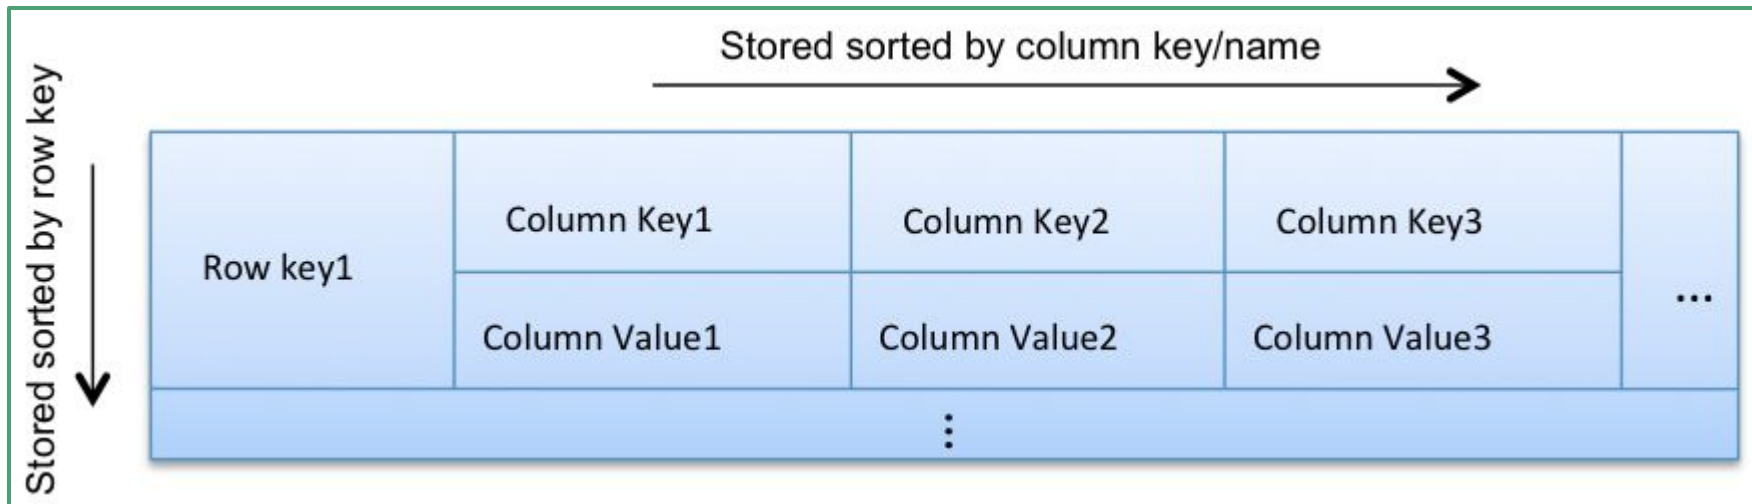 Stored sorted by column key/name
Stored sorted by row key
Row key1
Column Key1
Column Key2
Column Key3
...
Column Value1
Column Value2
Column Value3
⋮